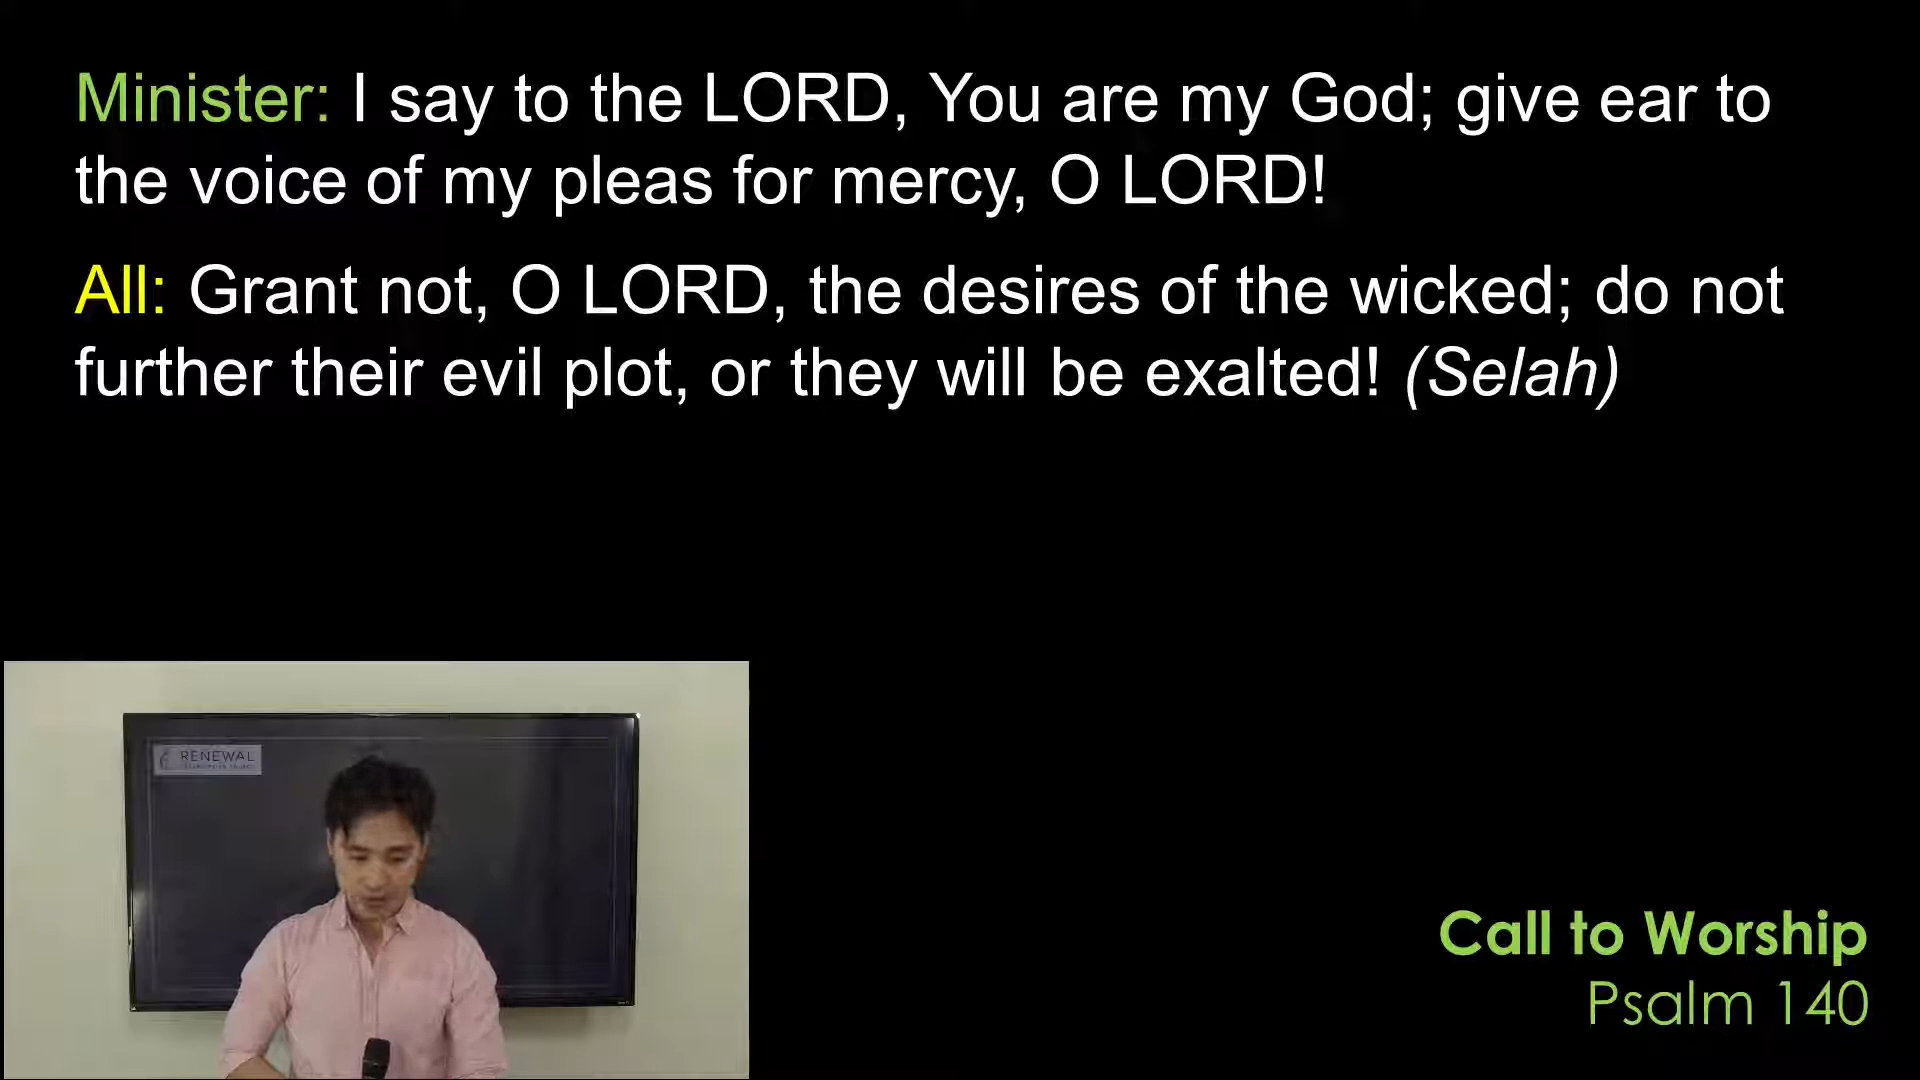 Minister: I say to the LORD, You are my God; give ear to
the voice of my pleas for mercy, O LORD!
All: Grant not, O LORD, the desires of the wicked; do not
further their evil plot, or they will be exalted! (Selah)
RENEWAL
Call to Worship
Psalm 140